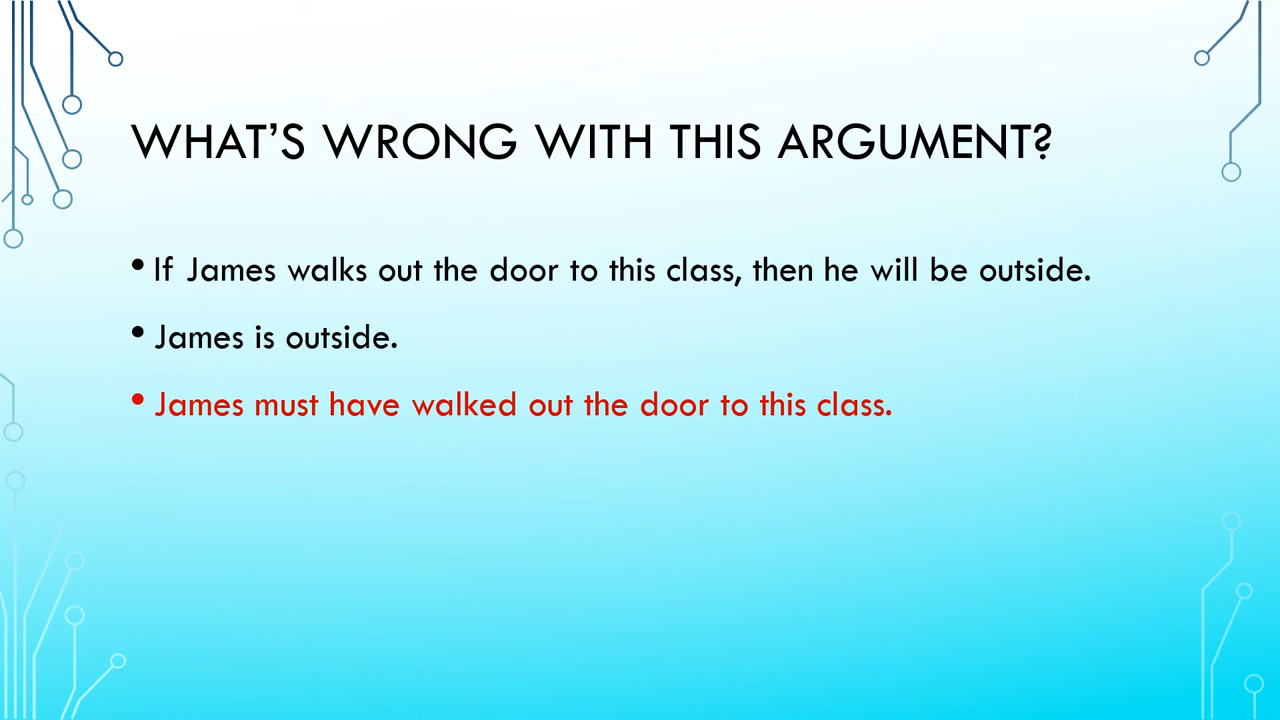 WHAT’S WRONG WITH THIS ARGUMENT?
• If James walks out the door to this class, then he will be outside.
• James is outside.
• James must have walked out the door to this class.